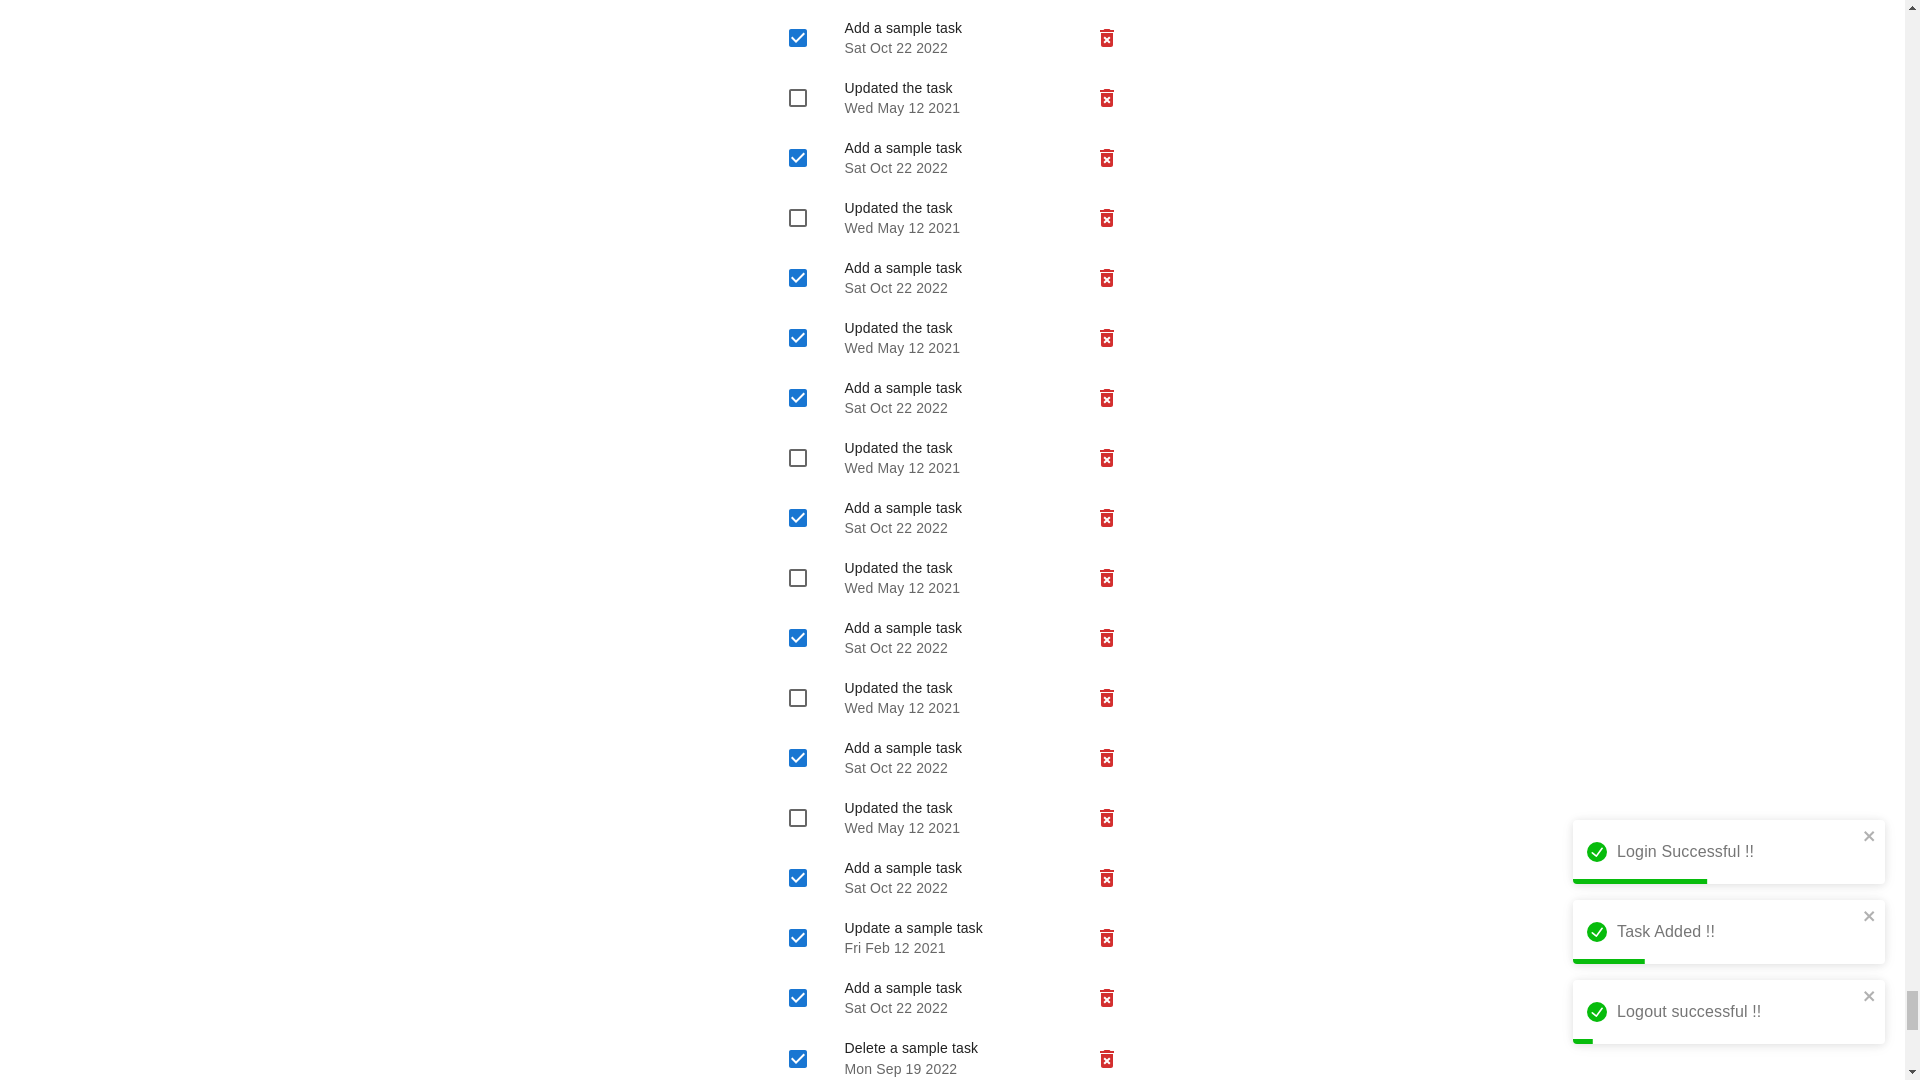 Add a sample task
Sat Oct 22 2022
Updated the task
Wed May 12 2021
Add a sample task
Sat Oct 22 2022
Updated the task
Wed May 12 2021
Add a sample task
Sat Oct 22 2022
Updated the task
Wed May 12 2021
Add a sample task
Sat Oct 22 2022
Updated the task
Wed May 12 2021
Add a sample task
Sat Oct 22 2022
Updated the task
Wed May 12 2021
Add a sample task
Sat Oct 22 2022
Updated the task
Wed May 12 2021
Add a sample task
Sat Oct 22 2022
Updated the task
Wed May 12 2021
Add a sample task
Sat Oct 22 2022
Update a sample task
Fri Feb 12 2021
Add a sample task
Sat Oct 22 2022
Delete a sample task
Mon Sep 19 2022
Login Successful !!
Task Added !!
Logout successful !!